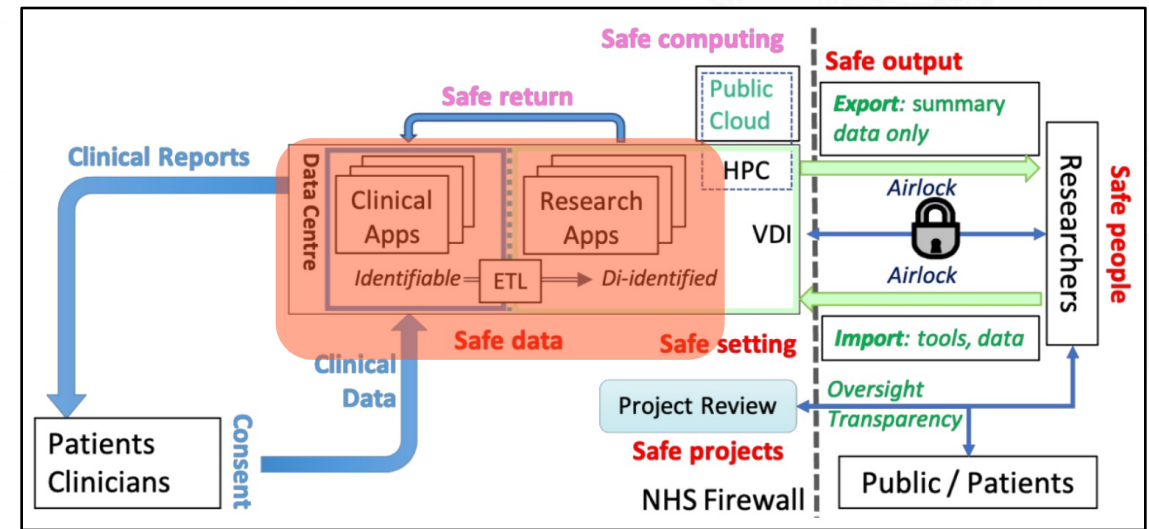 Safe computing
Safe output
Public
Cloud
Export: summary
data only
Safe return
Clinical Reports
Data Centre
Clinical
Apps
Research
Apps
HPC
VDI
Airlock
Airlock
Researchers
Safe people
Identifiable
ETL
Di-identified
Safe data
Safe setting
Import: tools, data
Clinical
Data
Consent
Patients
Clinicians
Project Review
Oversight
Transparency
Safe projects
NHS Firewall
Public / Patients